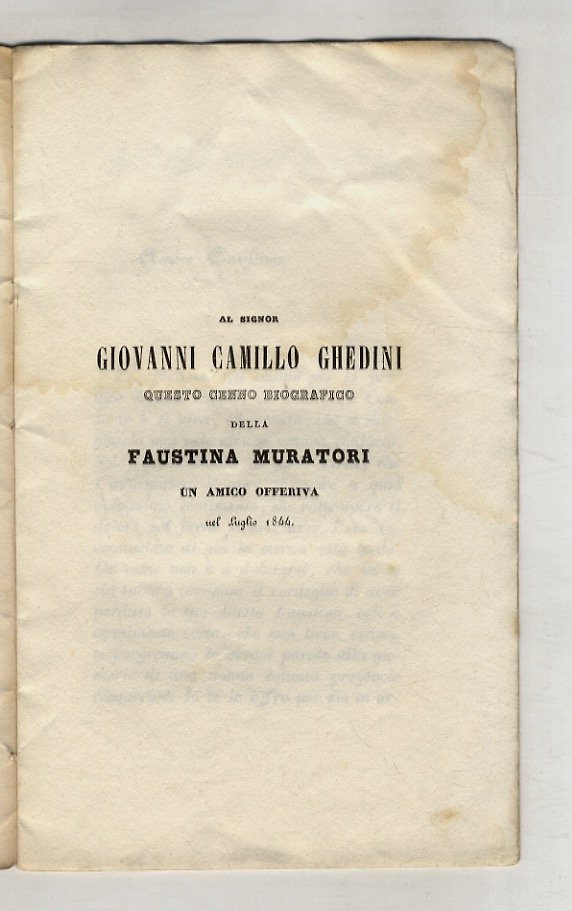 AL SIGNOR
GIOVANNI CAMILLO GHEDINI
QUESTO CENNO BIOGRAFICO
DELLA
FAUSTINA MURATORI
UN AMICO OFFERIVA
nel Luglio 1844.